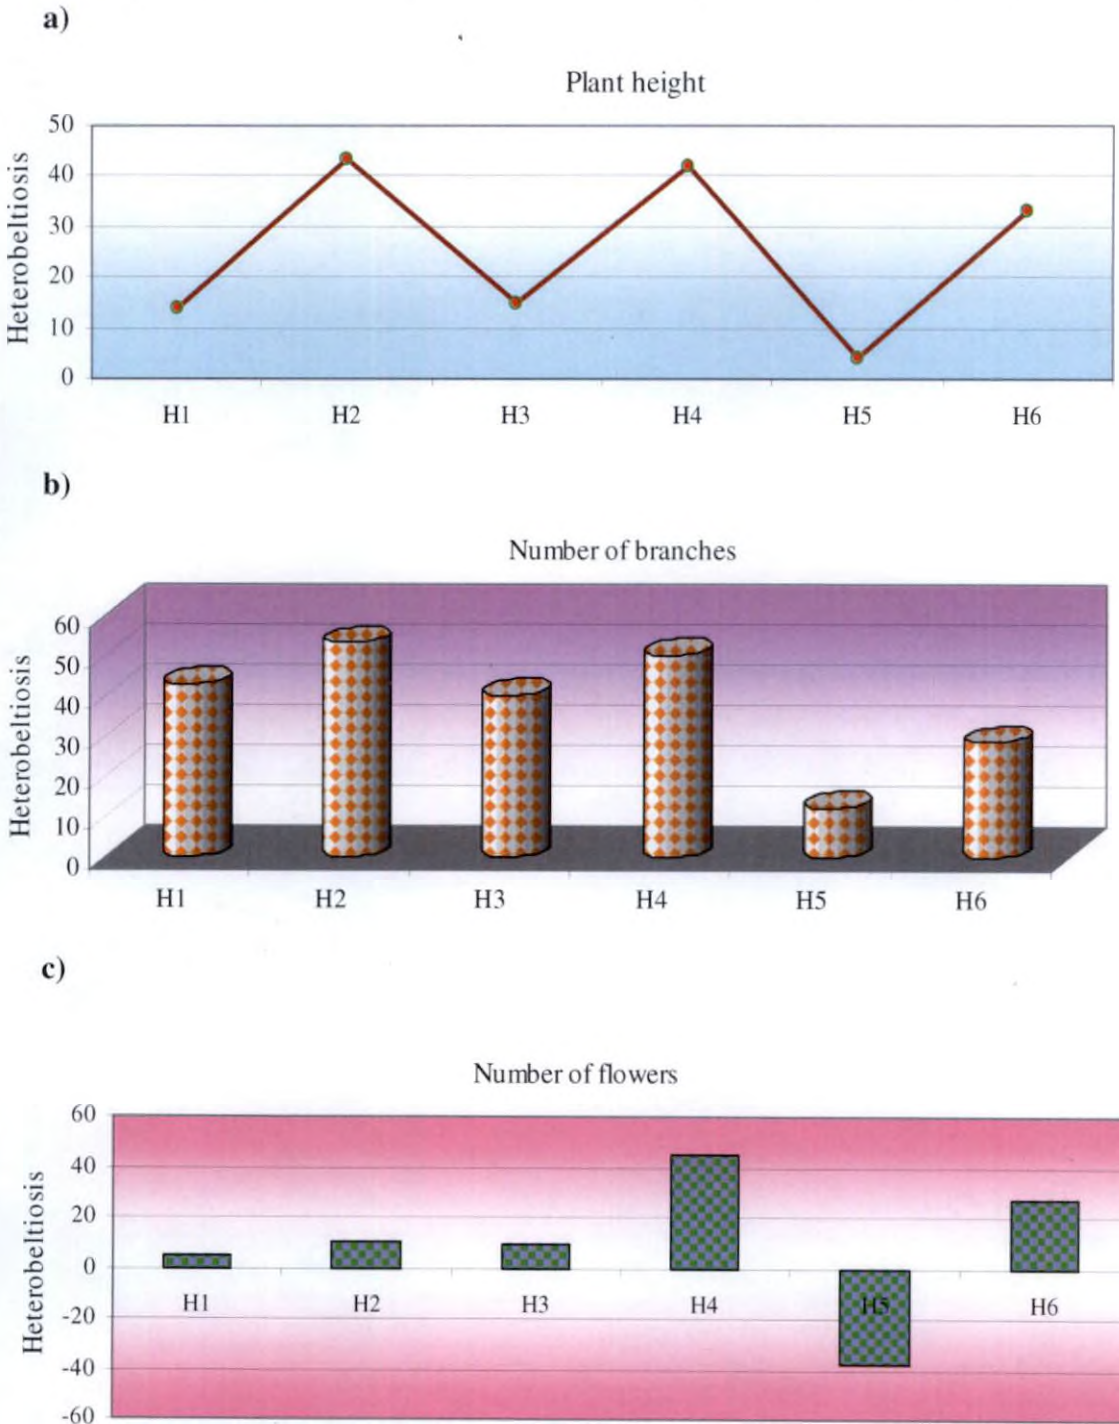 a)
Plant height
Heterobeltiosis
50
40
30
20
10
0
H1 H2 H3 H4 H5 H6
b)
Number of branches
Heterobeltiosis
60
50
40
30
20
10
0
H1 H2 H3 H4 H5 H6
c)
Number of flowers
Heterobeltiosis
60
40
20
0
-20
-40
-60
H1 H2 H3 H4 H5 H6